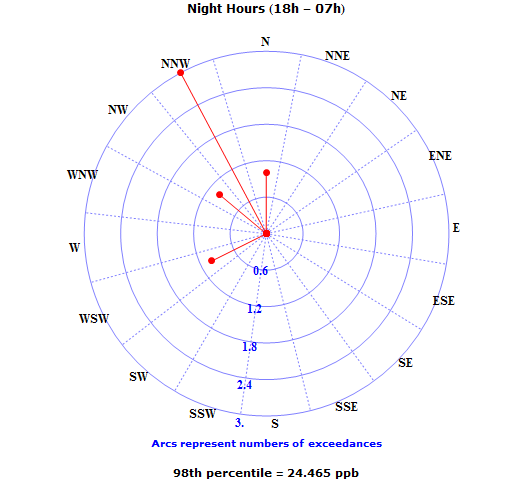 Night Hours (18h – 07h)
N
NNW
NNE
NW
NE
WNW
ENE
W
E
WSW
ESE
SW
SE
SSW
SSE
S
0.6
1.2
1.8
2.4
3.
Arcs represent numbers of exceedances
98th percentile = 24.465 ppb